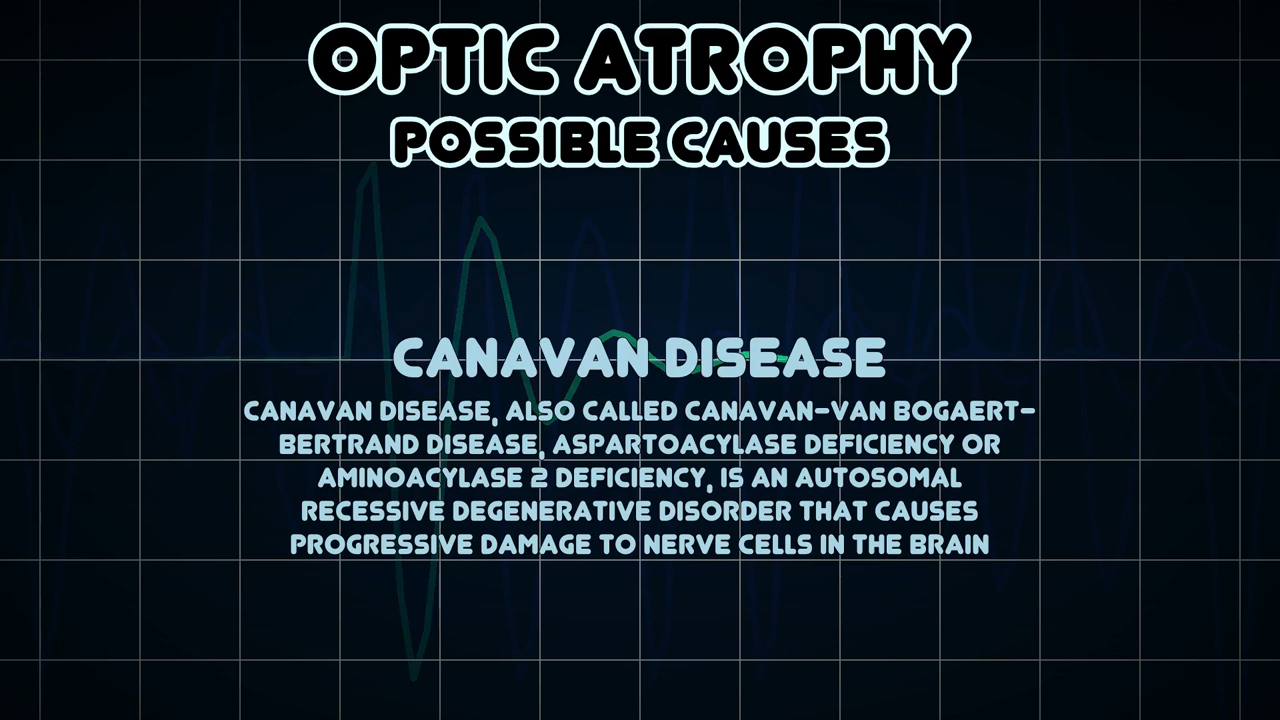 OPTIC ATROPHY
POSSIBLE CAUSES
CANAVAN DISEASE
CANAVAN DISEASE, ALSO CALLED CANAVAN-VAN BOGAERT-
BERTRAND DISEASE, ASPARTOACYLASE DEFICIENCY OR
AMINOACYLASE 2 DEFICIENCY, IS AN AUTOSOMAL
RECESSIVE DEGENERATIVE DISORDER THAT CAUSES
PROGRESSIVE DAMAGE TO NERVE CELLS IN THE BRAIN